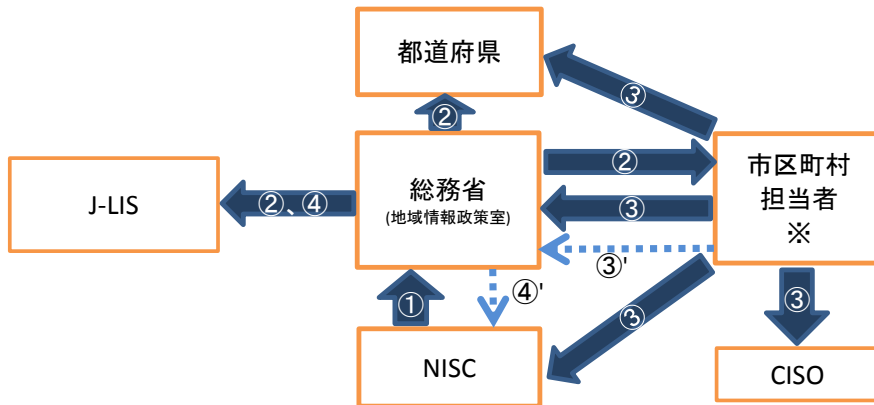 都道府県
③
②
②
市区町村
担当者
※
J-LIS
②、④
総務省
(地域情報政策室)
③
③'
①
④'
③
③
NISC
CISO